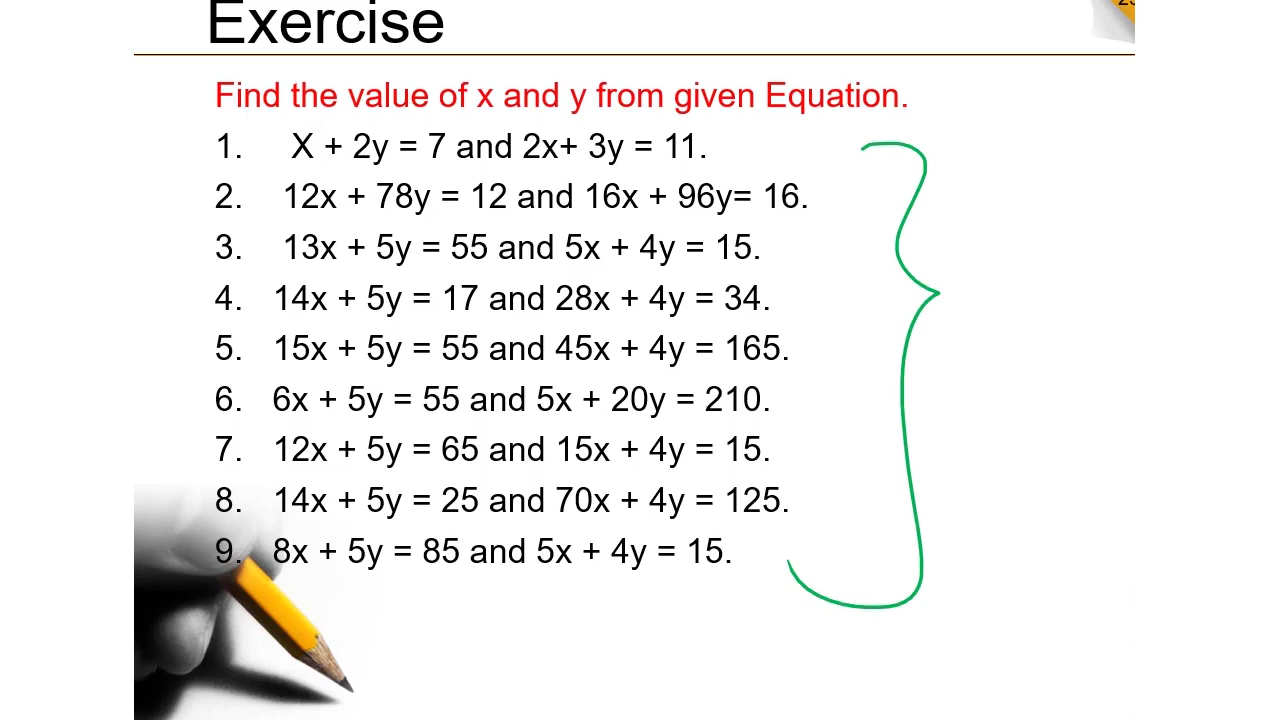 Exercise
Find the value of x and y from given Equation.
1. X + 2y = 7 and 2x+ 3y = 11.
2. 12x + 78y = 12 and 16x + 96y= 16.
3. 13x + 5y = 55 and 5x + 4y = 15.
4. 14x + 5y = 17 and 28x + 4y = 34.
5. 15x + 5y = 55 and 45x + 4y = 165.
6. 6x + 5y = 55 and 5x + 20y = 210.
7. 12x + 5y = 65 and 15x + 4y = 15.
8. 14x + 5y = 25 and 70x + 4y = 125.
9. 8x + 5y = 85 and 5x + 4y = 15.